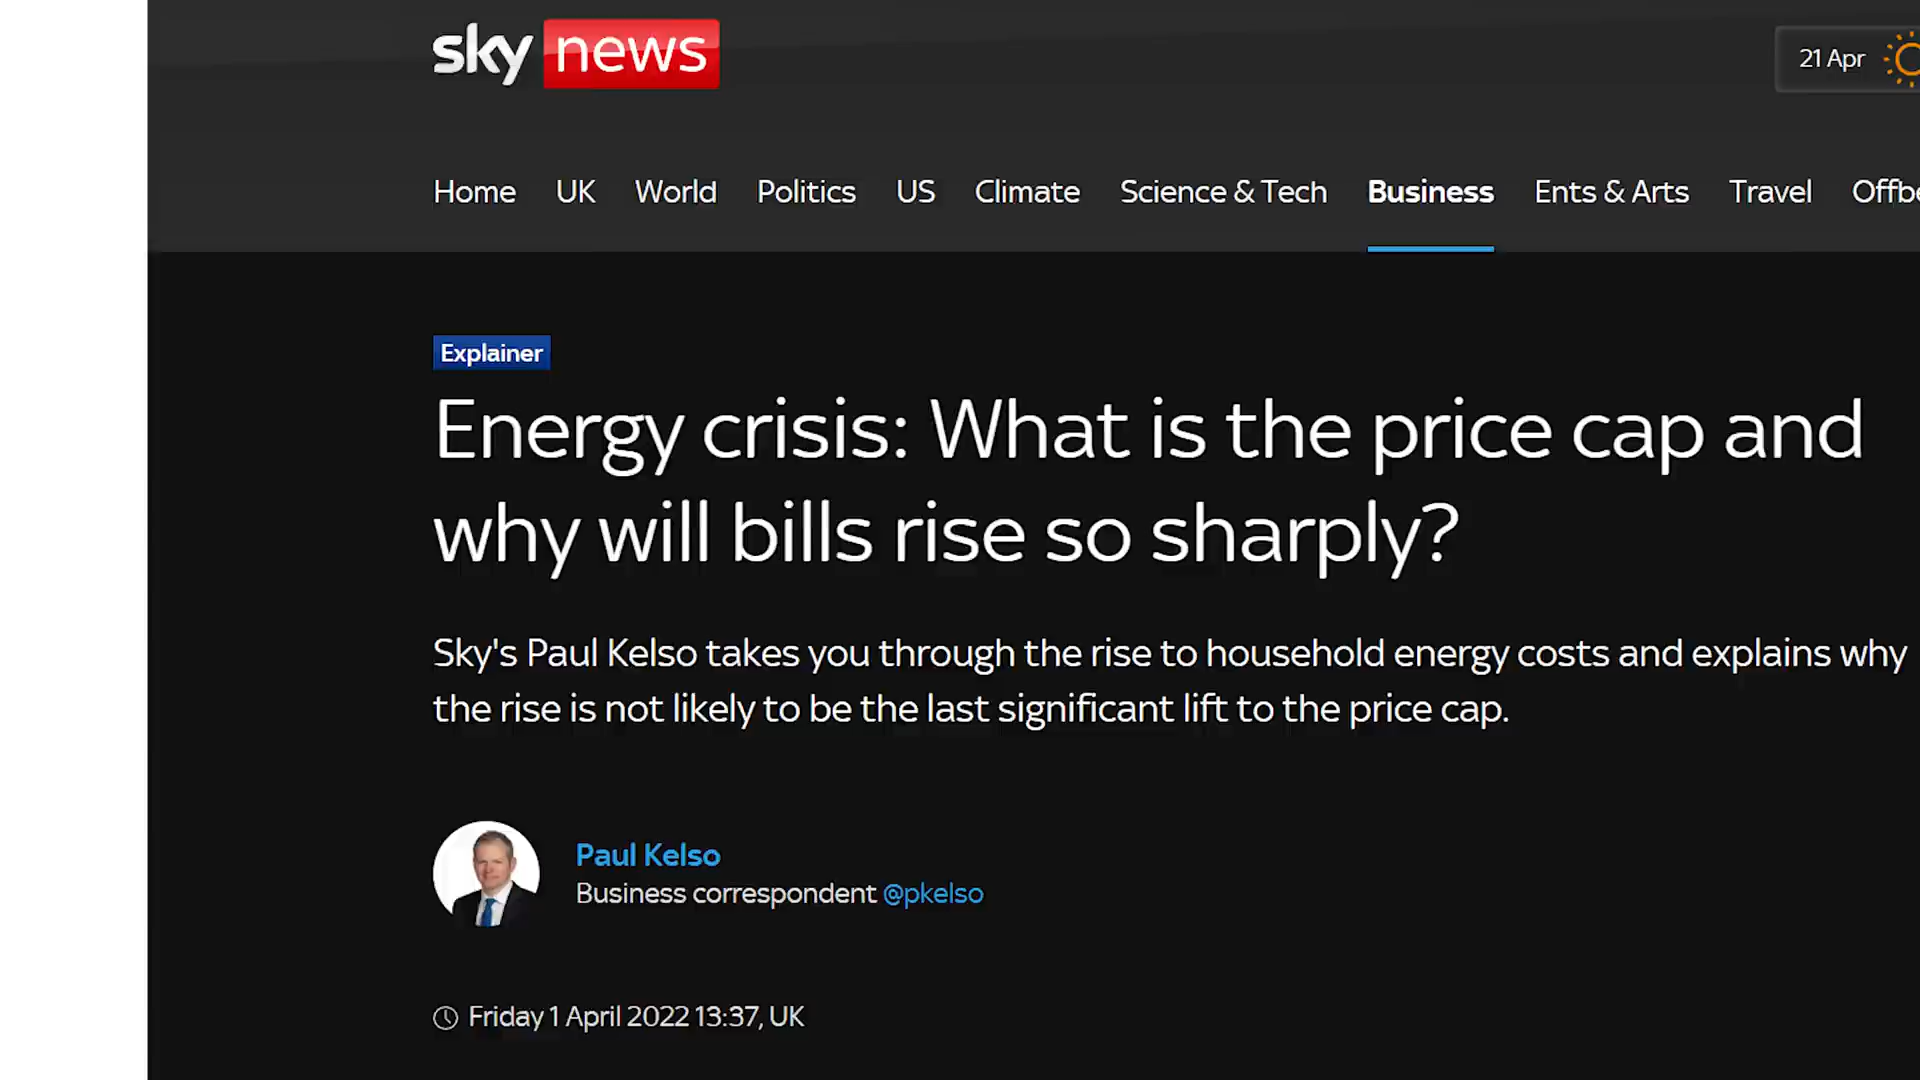 sky news
21 Apr
Home UK World Politics US Climate Science & Tech Business Ents & Arts Travel
Explainer
Energy crisis: What is the price cap and
why will bills rise so sharply?
Sky's Paul Kelso takes you through the rise to household energy costs and explains why
the rise is not likely to be the last significant lift to the price cap.
Paul Kelso
Business correspondent @pkelso
Friday 1 April 2022 13:37, UK